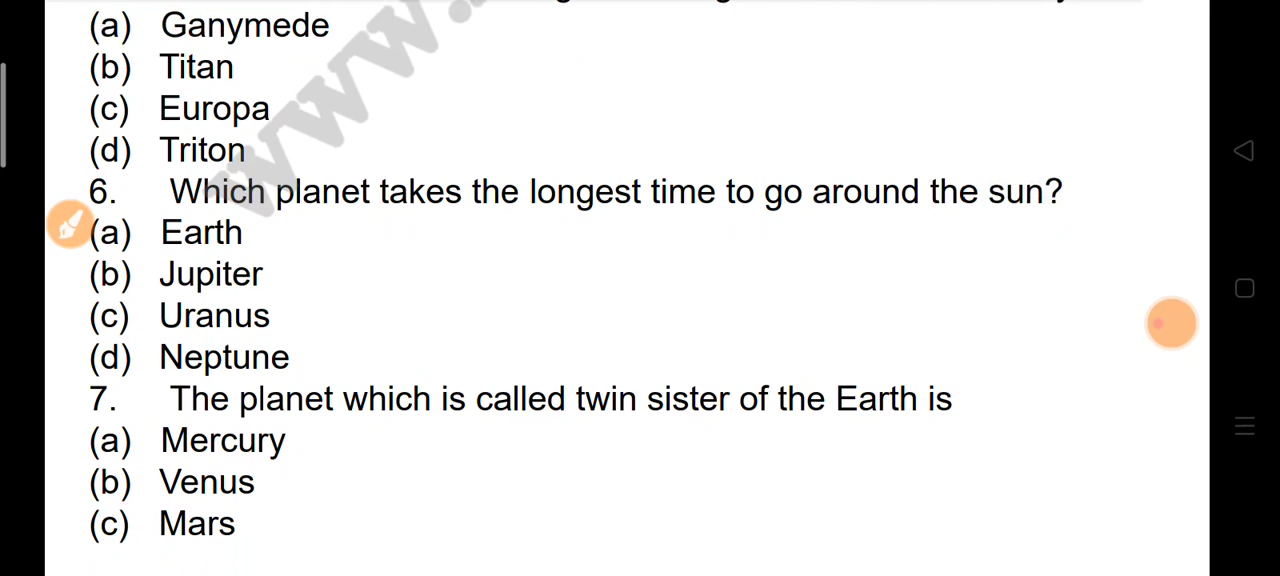 (a) Ganymede
(b) Titan
(c) Europa
(d) Triton
6. Which planet takes the longest time to go around the sun?
(a) Earth
(b) Jupiter
(c) Uranus
(d) Neptune
7. The planet which is called twin sister of the Earth is
(a) Mercury
(b) Venus
(c) Mars
www.